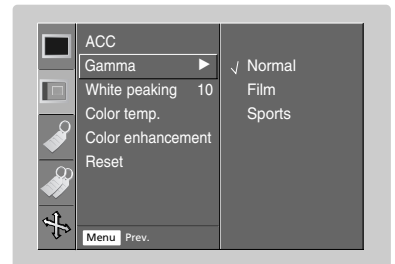 ACC
Gamma ▶ √ Normal
White peaking 10 Film
Color temp. Sports
Color enhancement
Reset
Menu Prev.